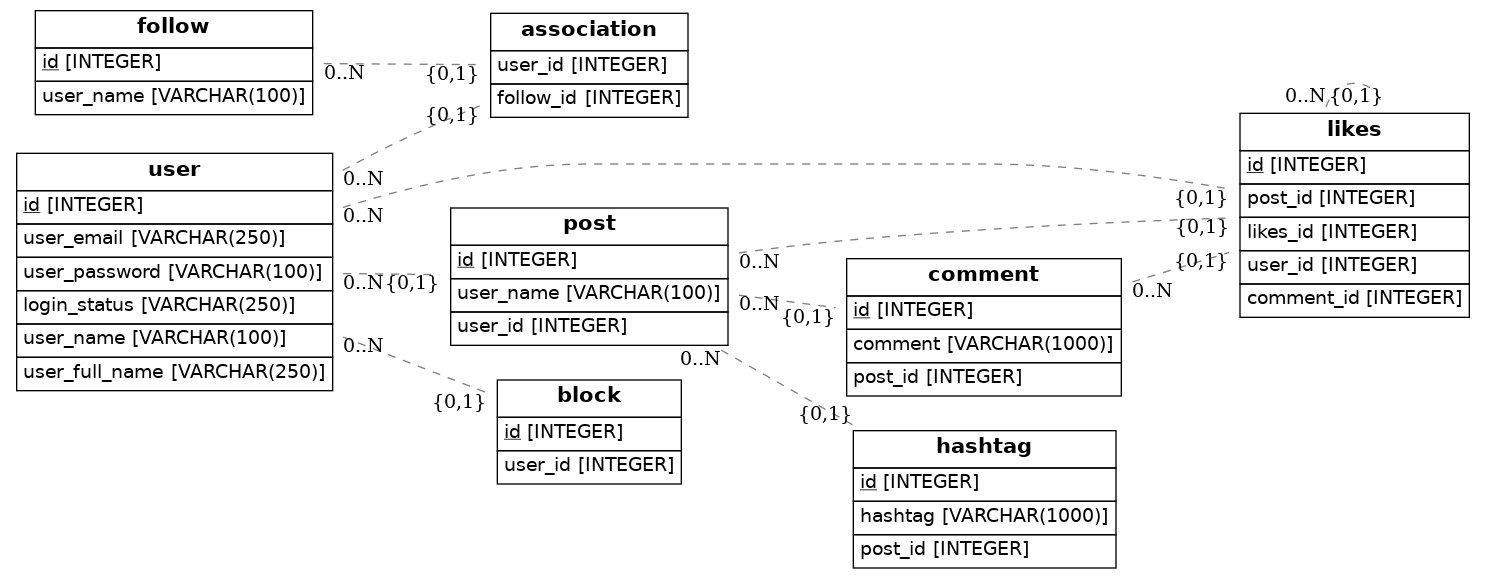 follow
id [INTEGER]
user_name [VARCHAR(100)]
association
user_id [INTEGER]
follow_id [INTEGER]
0..N
{0,1}
{0,1}
0..N
user
id [INTEGER]
user_email [VARCHAR(250)]
user_password [VARCHAR(100)]
login_status [VARCHAR(250)]
user_name [VARCHAR(100)]
user_full_name [VARCHAR(250)]
0..N
{0,1}
0..N
{0,1}
0..N
{0,1}
post
id [INTEGER]
user_name [VARCHAR(100)]
user_id [INTEGER]
0..N
{0,1}
0..N
{0,1}
0..N
{0,1}
block
id [INTEGER]
user_id [INTEGER]
comment
id [INTEGER]
comment [VARCHAR(1000)]
post_id [INTEGER]
0..N
{0,1}
hashtag
id [INTEGER]
hashtag [VARCHAR(1000)]
post_id [INTEGER]
0..N
{0,1}
likes
id [INTEGER]
post_id [INTEGER]
likes_id [INTEGER]
user_id [INTEGER]
comment_id [INTEGER]